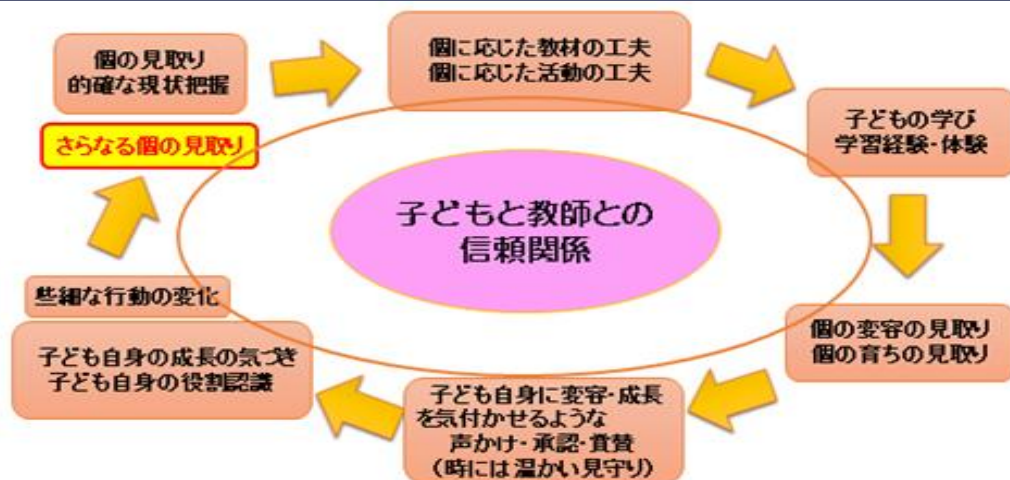 個の見取り
的確な現状把握
さらなる個の見取り
個に応じた教材の工夫
個に応じた活動の工夫
子どもの学び
学習経験・体験
個の変容の見取り
個の育ちの見取り
子ども自身に変容・成長
を気付かせるような
声かけ・承認・賞賛
（時には温かい見守り）
子ども自身の成長の気づき
子ども自身の役割認識
些細な行動の変化
子どもと教師との
信頼関係